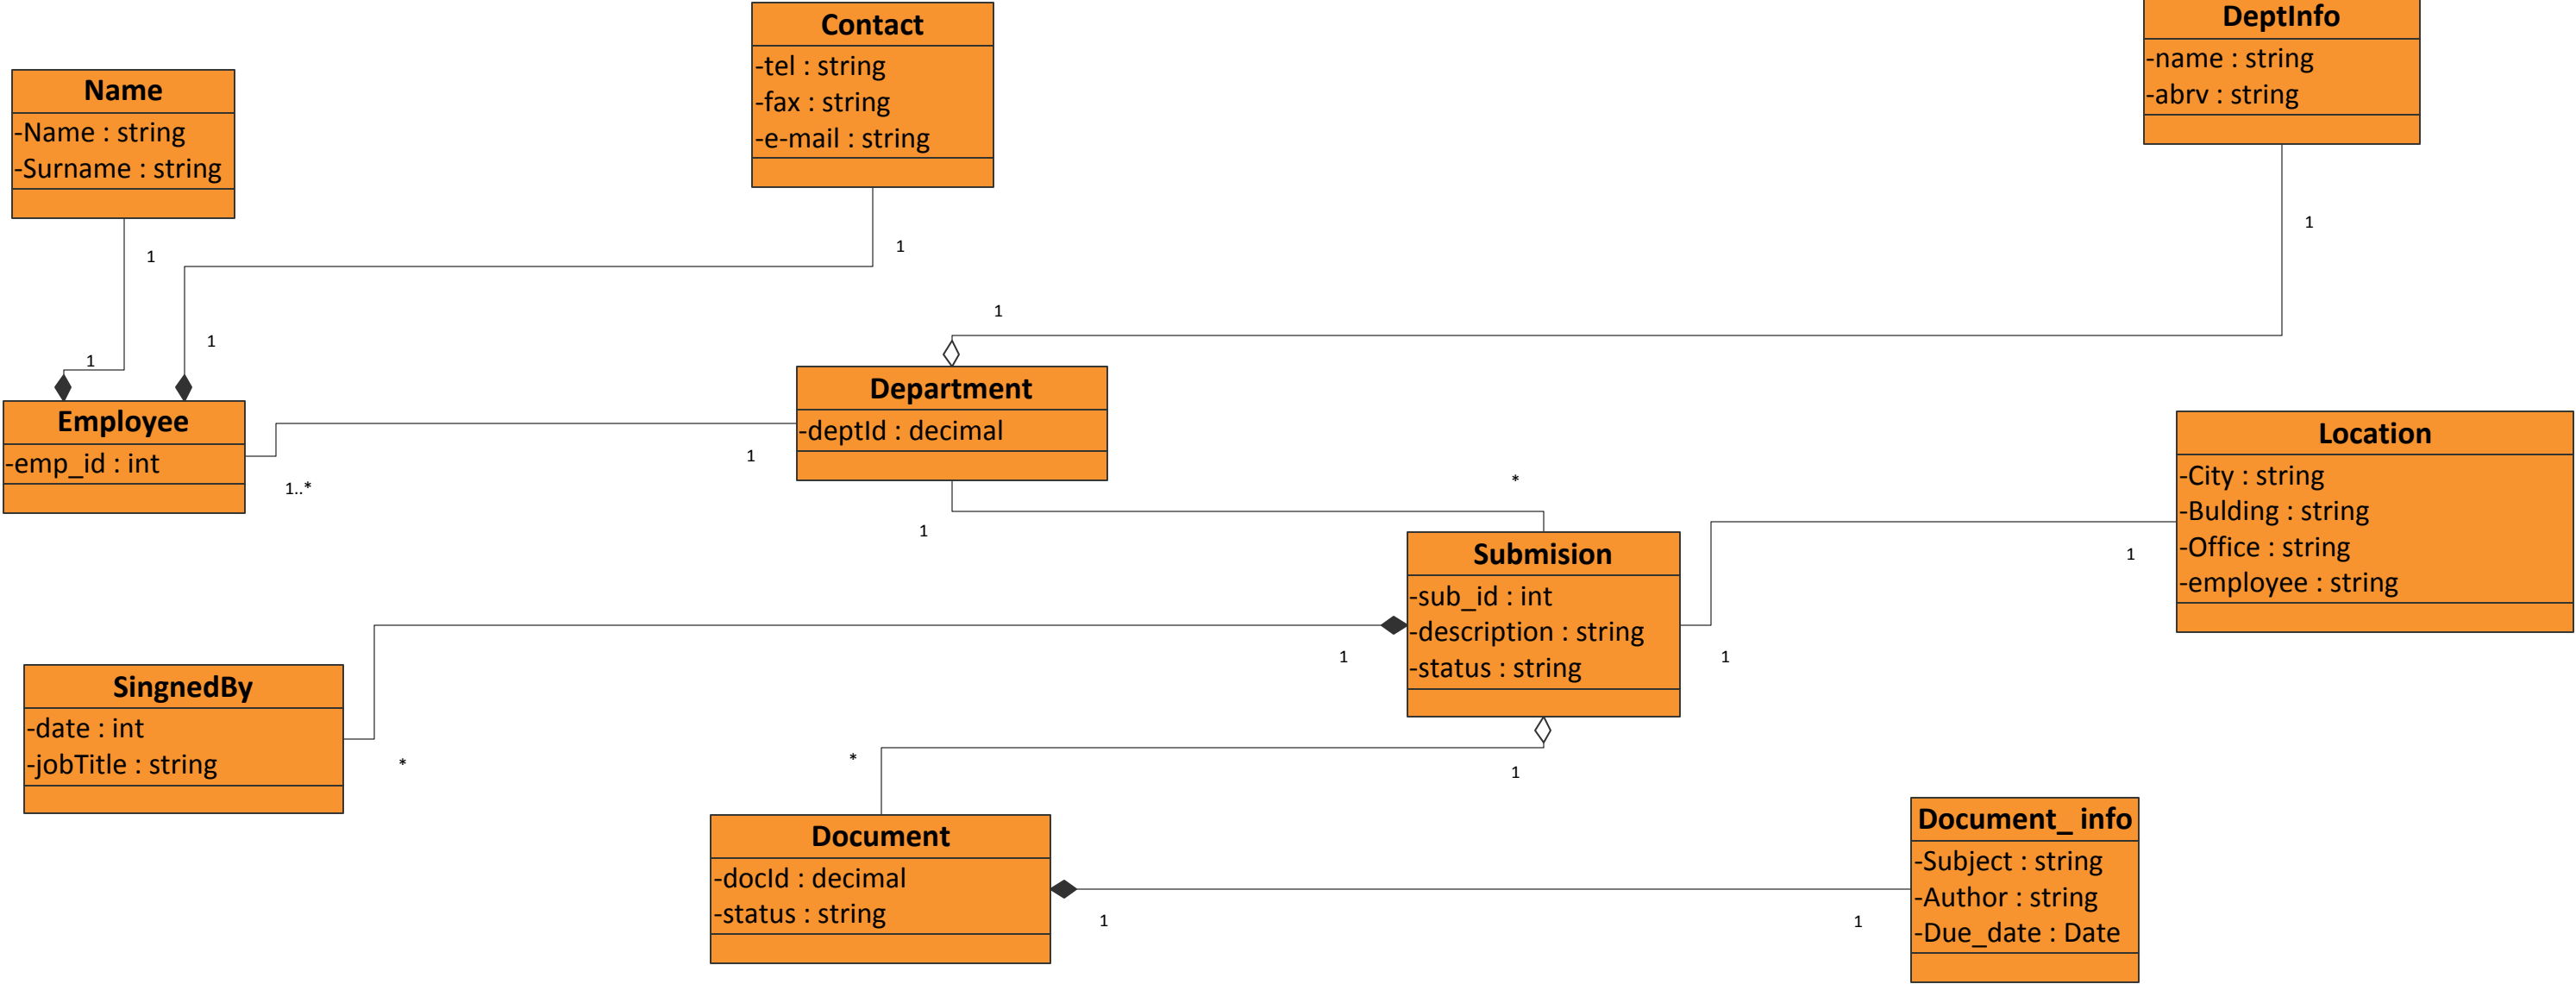 Contact
-tel : string
-fax : string
-e-mail : string
DeptInfo
-name : string
-abrv : string
Name
-Name : string
-Surname : string
1
1
1
1
1
1
Employee
-emp_id : int
1..*
1
Department
-deptId : decimal
1
*
Location
-City : string
-Bulding : string
-Office : string
-employee : string
1
Submision
-sub_id : int
-description : string
-status : string
1
1
SingnedBy
-date : int
-jobTitle : string
*
*
1
Document
-docId : decimal
-status : string
1
1
Document_ info
-Subject : string
-Author : string
-Due_date : Date